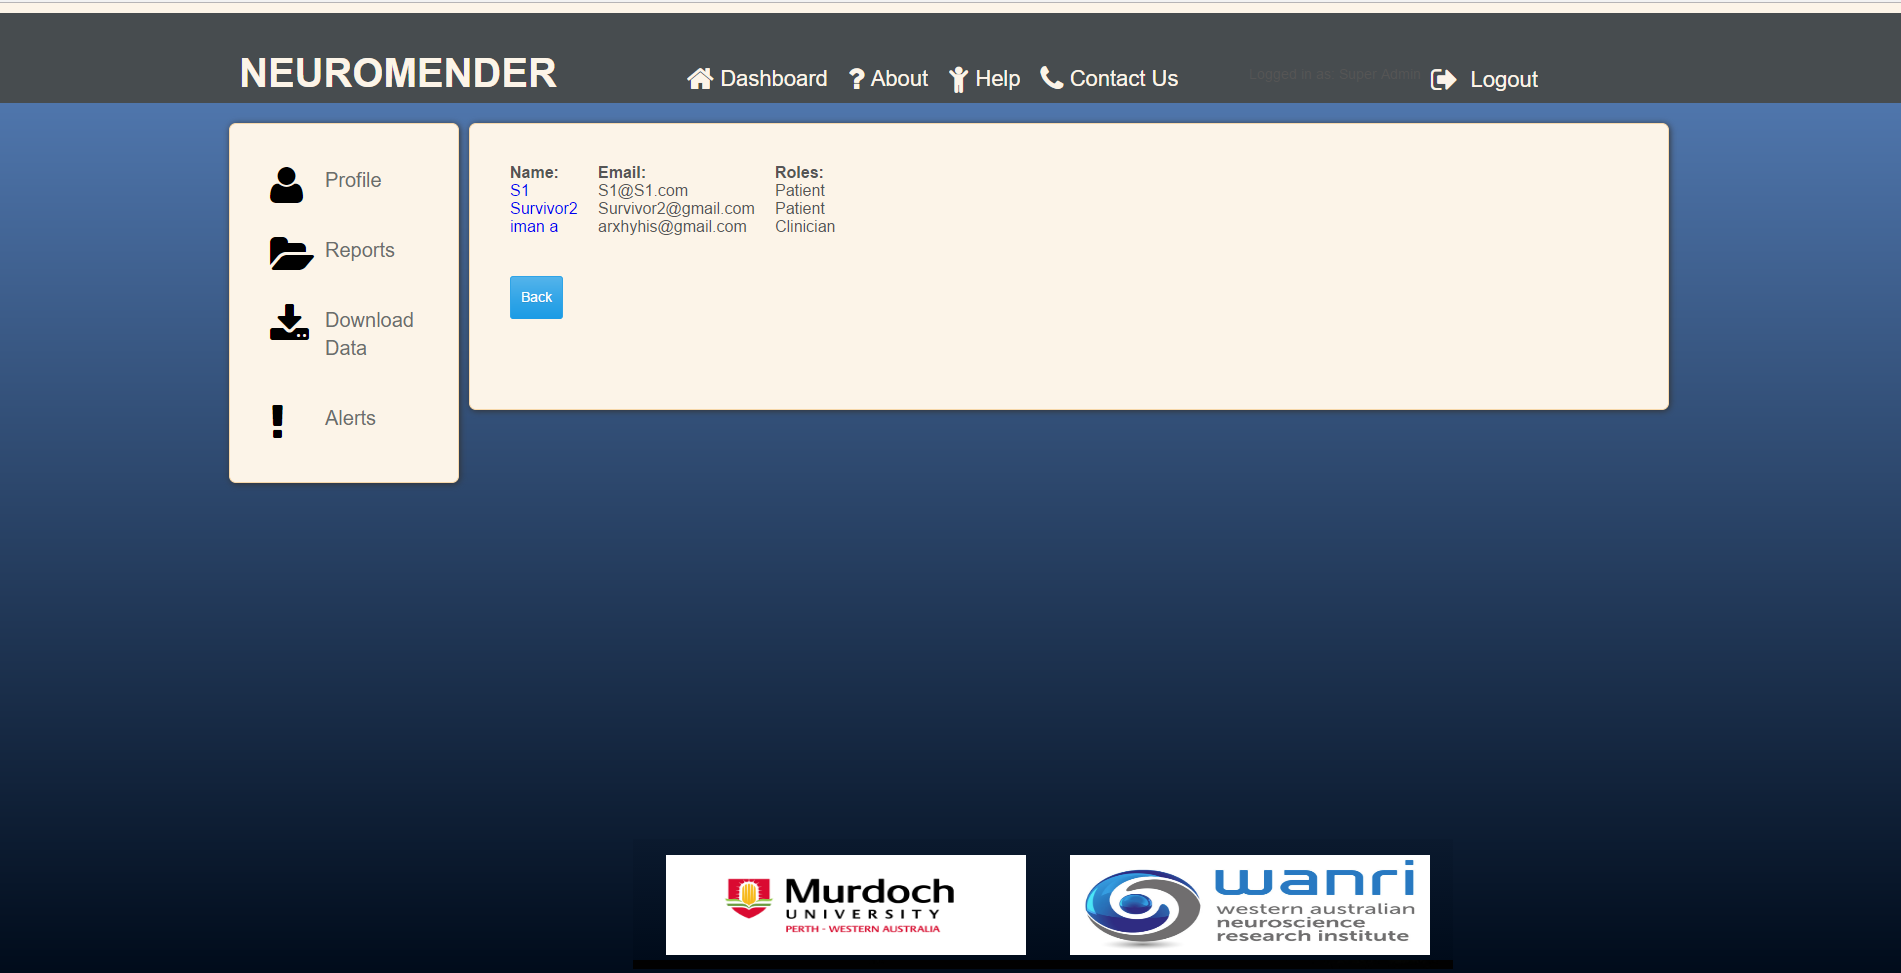 NEUROMENDER
Dashboard About Help Contact Us Logged in as: Super Admin Logout
Profile
Reports
Download
Data
Alerts
Name: Email: Roles:
S1 S1@S1.com Patient
Survivor2 Survivor2@gmail.com Patient
iman a arxhyhis@gmail.com Clinician
Back
Murdoch
UNIVERSITY
PERTH - WESTERN AUSTRALIA
wanri
western australian
neuroscience
research institute